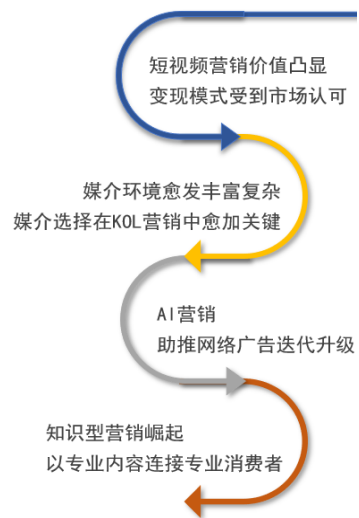 短视频营销价值凸显
变现模式受到市场认可
媒介环境愈发丰富复杂
媒介选择在KOL营销中愈加关键
AI营销
助推网络广告迭代升级
知识型营销崛起
以专业内容连接专业消费者